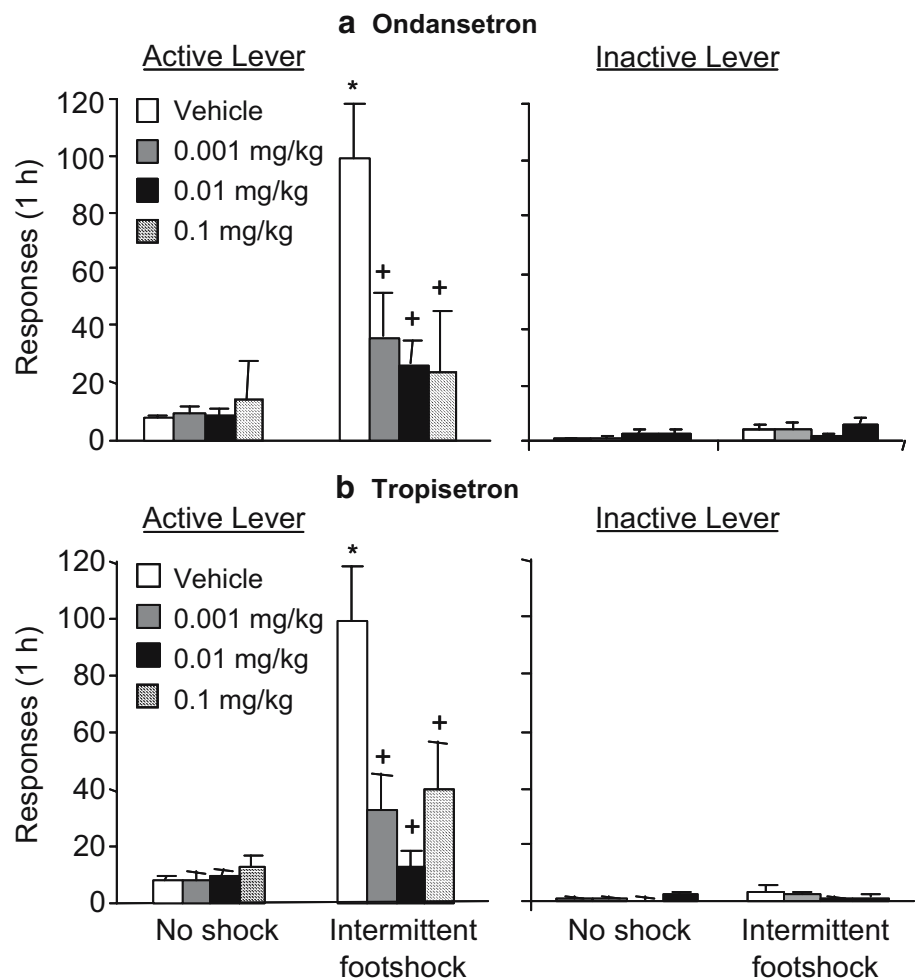 a Ondansetron
Active Lever
Inactive Lever
*
120
100
80
60
40
20
0
Responses (1 h)
Vehicle
0.001 mg/kg
0.01 mg/kg
0.1 mg/kg
+
+
+
b Tropisetron
Active Lever
Inactive Lever
*
120
100
80
60
40
20
0
Responses (1 h)
Vehicle
0.001 mg/kg
0.01 mg/kg
0.1 mg/kg
+
+
+
No shock
Intermittent
footshock
No shock
Intermittent
footshock